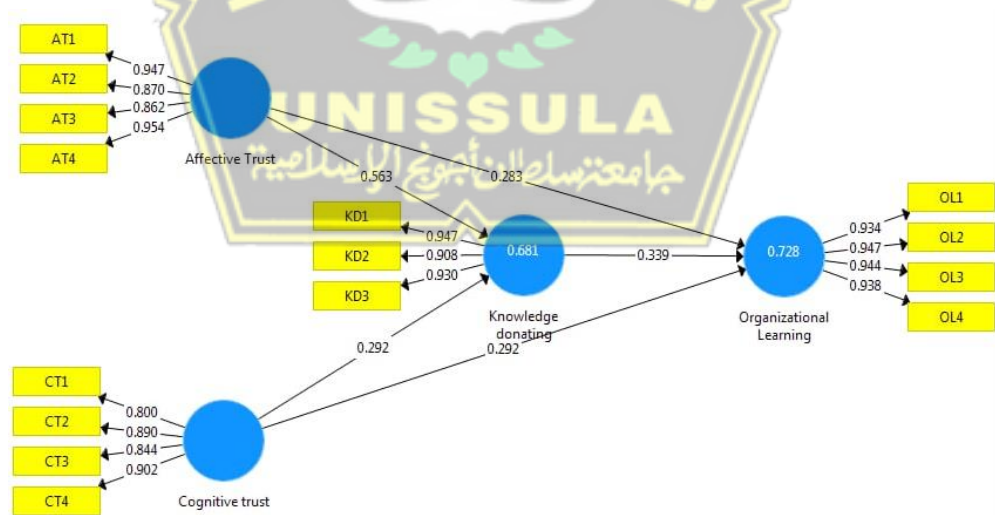 AT1
AT2
AT3
AT4
0.947
0.870
0.862
0.954
Affective Trust
UNISSULA
جامعتنسلطان أجونج الإسلامية
0.563
0.283
KD1
KD2
KD3
0.947
0.908
0.930
0.681
Knowledge
donating
0.339
0.728
Organizational
Learning
0.934
0.947
0.944
0.938
OL1
OL2
OL3
OL4
0.292
0.292
CT1
CT2
CT3
CT4
0.800
0.890
0.844
0.902
Cognitive trust